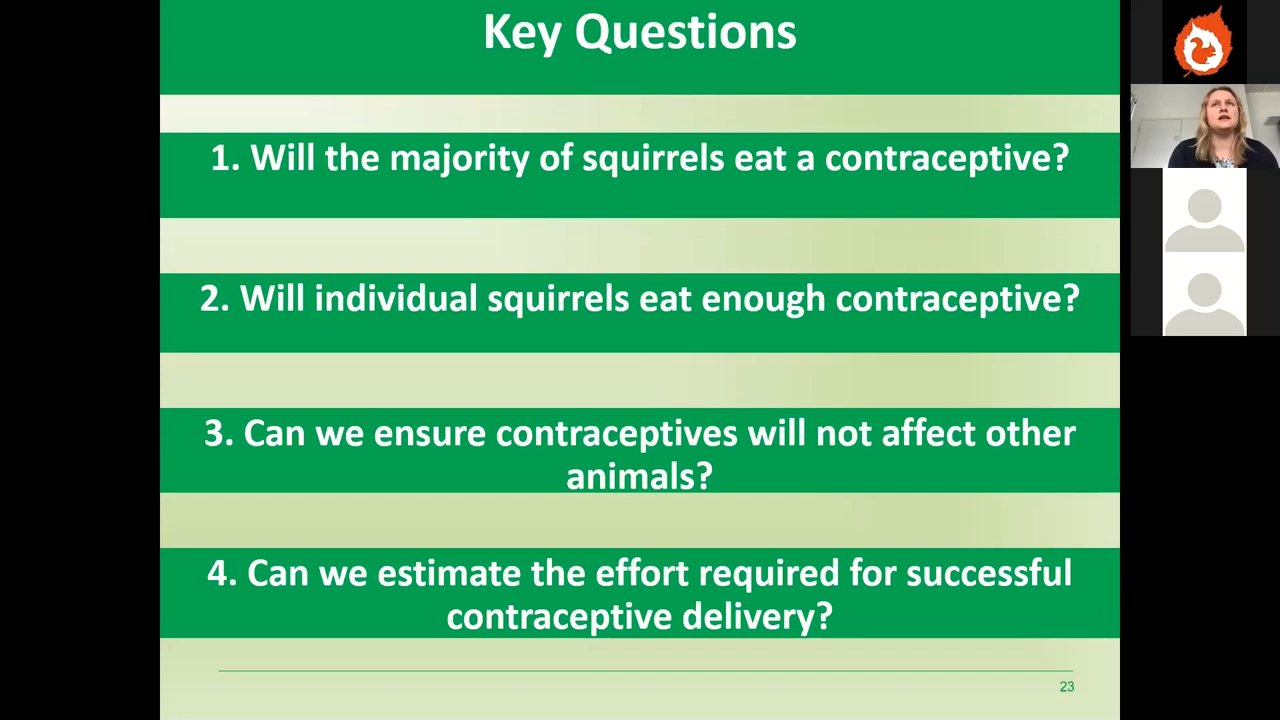 Key Questions
1. Will the majority of squirrels eat a contraceptive?
2. Will individual squirrels eat enough contraceptive?
3. Can we ensure contraceptives will not affect other
animals?
4. Can we estimate the effort required for successful
contraceptive delivery?
23